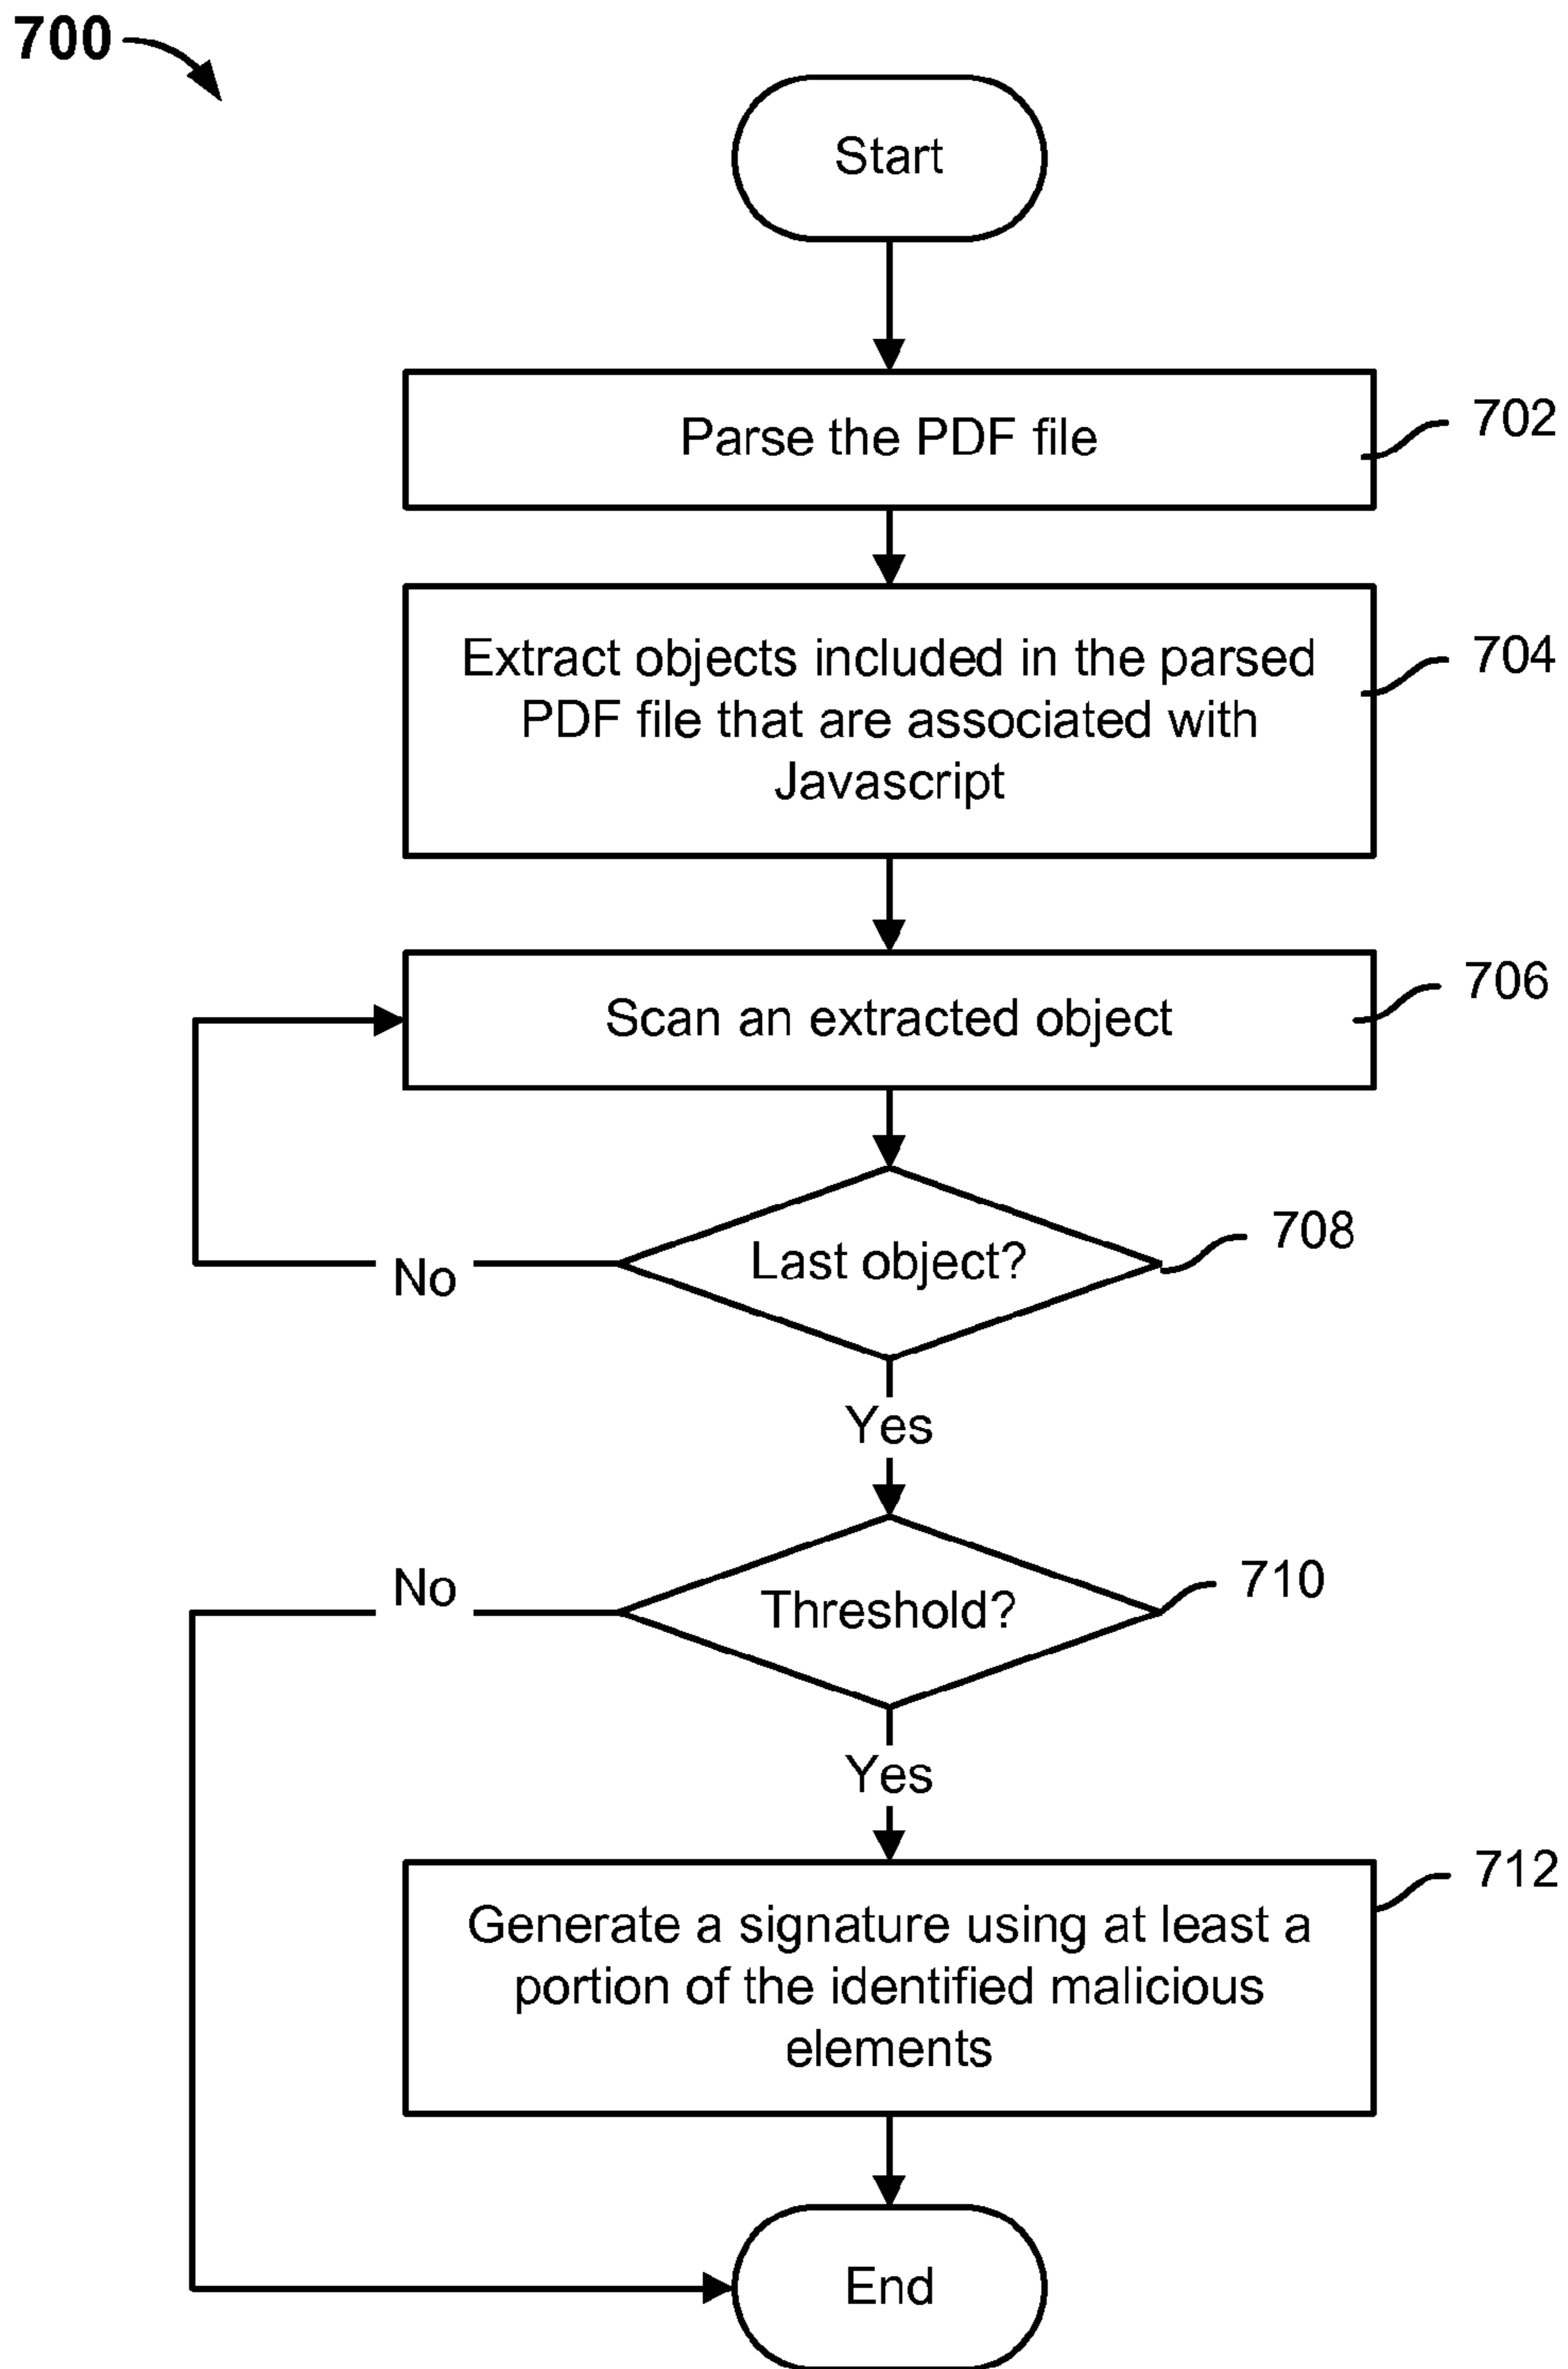 700
Start
Parse the PDF file
702
Extract objects included in the parsed
PDF file that are associated with
Javascript
704
Scan an extracted object
706
Last object?
708
No
Yes
Threshold?
710
No
Yes
Generate a signature using at least a
portion of the identified malicious
elements
712
End